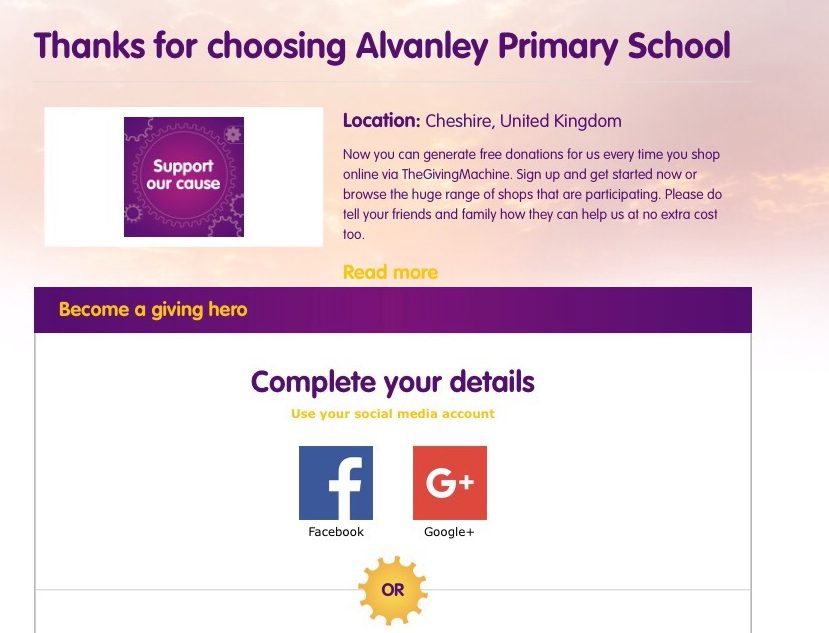 Thanks for choosing Alvanley Primary School
Support
our cause
Location: Cheshire, United Kingdom
Now you can generate free donations for us every time you shop
online via TheGivingMachine. Sign up and get started now or
browse the huge range of shops that are participating. Please do
tell your friends and family how they can help us at no extra cost
too.
Read more
Become a giving hero
Complete your details
Use your social media account
f
G+
Facebook
Google+
OR